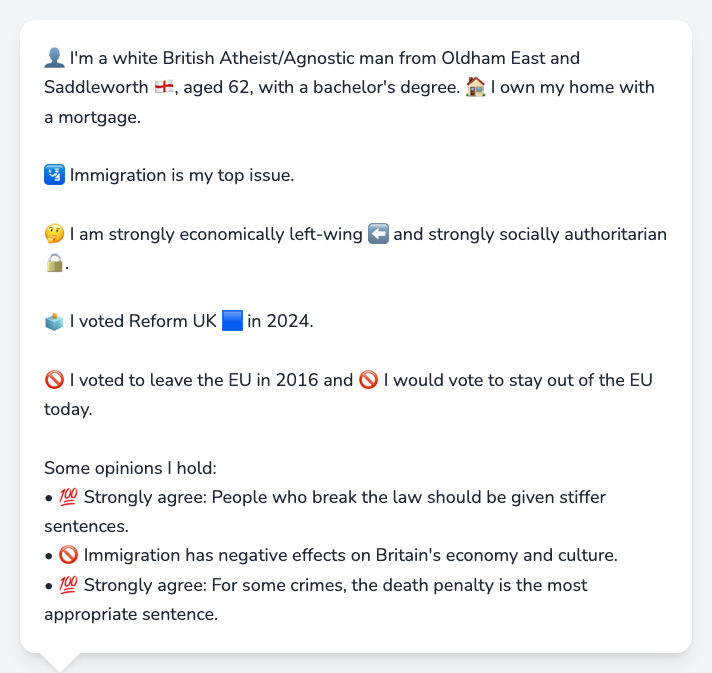 👤 I'm a white British Atheist/Agnostic man from Oldham East and
Saddleworth 🏴󠁧󠁢󠁥󠁮󠁧󠁿, aged 62, with a bachelor's degree. 🏠 I own my home with
a mortgage.
🛂 Immigration is my top issue.
🤔 I am strongly economically left-wing ⬅️ and strongly socially authoritarian
🔒.
🗳️ I voted Reform UK 🟦 in 2024.
🚫 I voted to leave the EU in 2016 and 🚫 I would vote to stay out of the EU
today.
Some opinions I hold:
• 💯 Strongly agree: People who break the law should be given stiffer
sentences.
• 🚫 Immigration has negative effects on Britain's economy and culture.
• 💯 Strongly agree: For some crimes, the death penalty is the most
appropriate sentence.